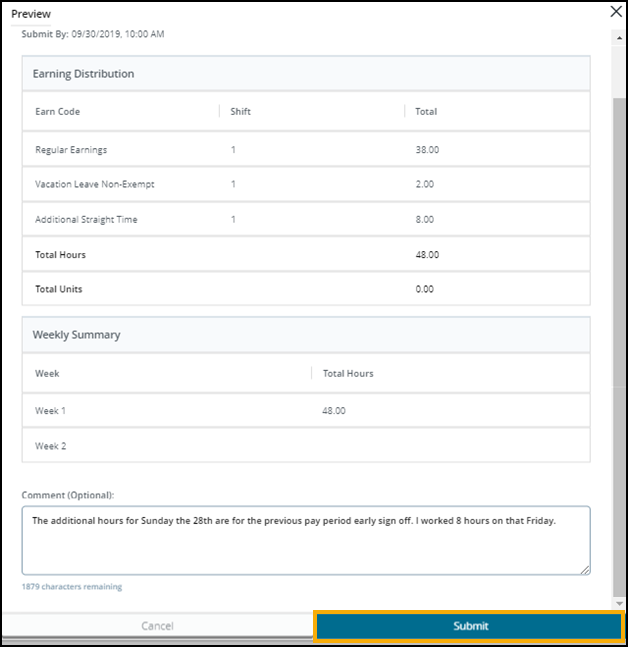 Preview
Submit By: 09/30/2019, 10:00 AM
Earning Distribution
Earn Code Shift Total
Regular Earnings 1 38.00
Vacation Leave Non-Exempt 1 2.00
Additional Straight Time 1 8.00
Total Hours 48.00
Total Units 0.00
Weekly Summary
Week Total Hours
Week 1 48.00
Week 2
Comment (Optional):
The additional hours for Sunday the 28th are for the previous pay period early sign off. I worked 8 hours on that Friday.
1879 characters remaining
Cancel Submit